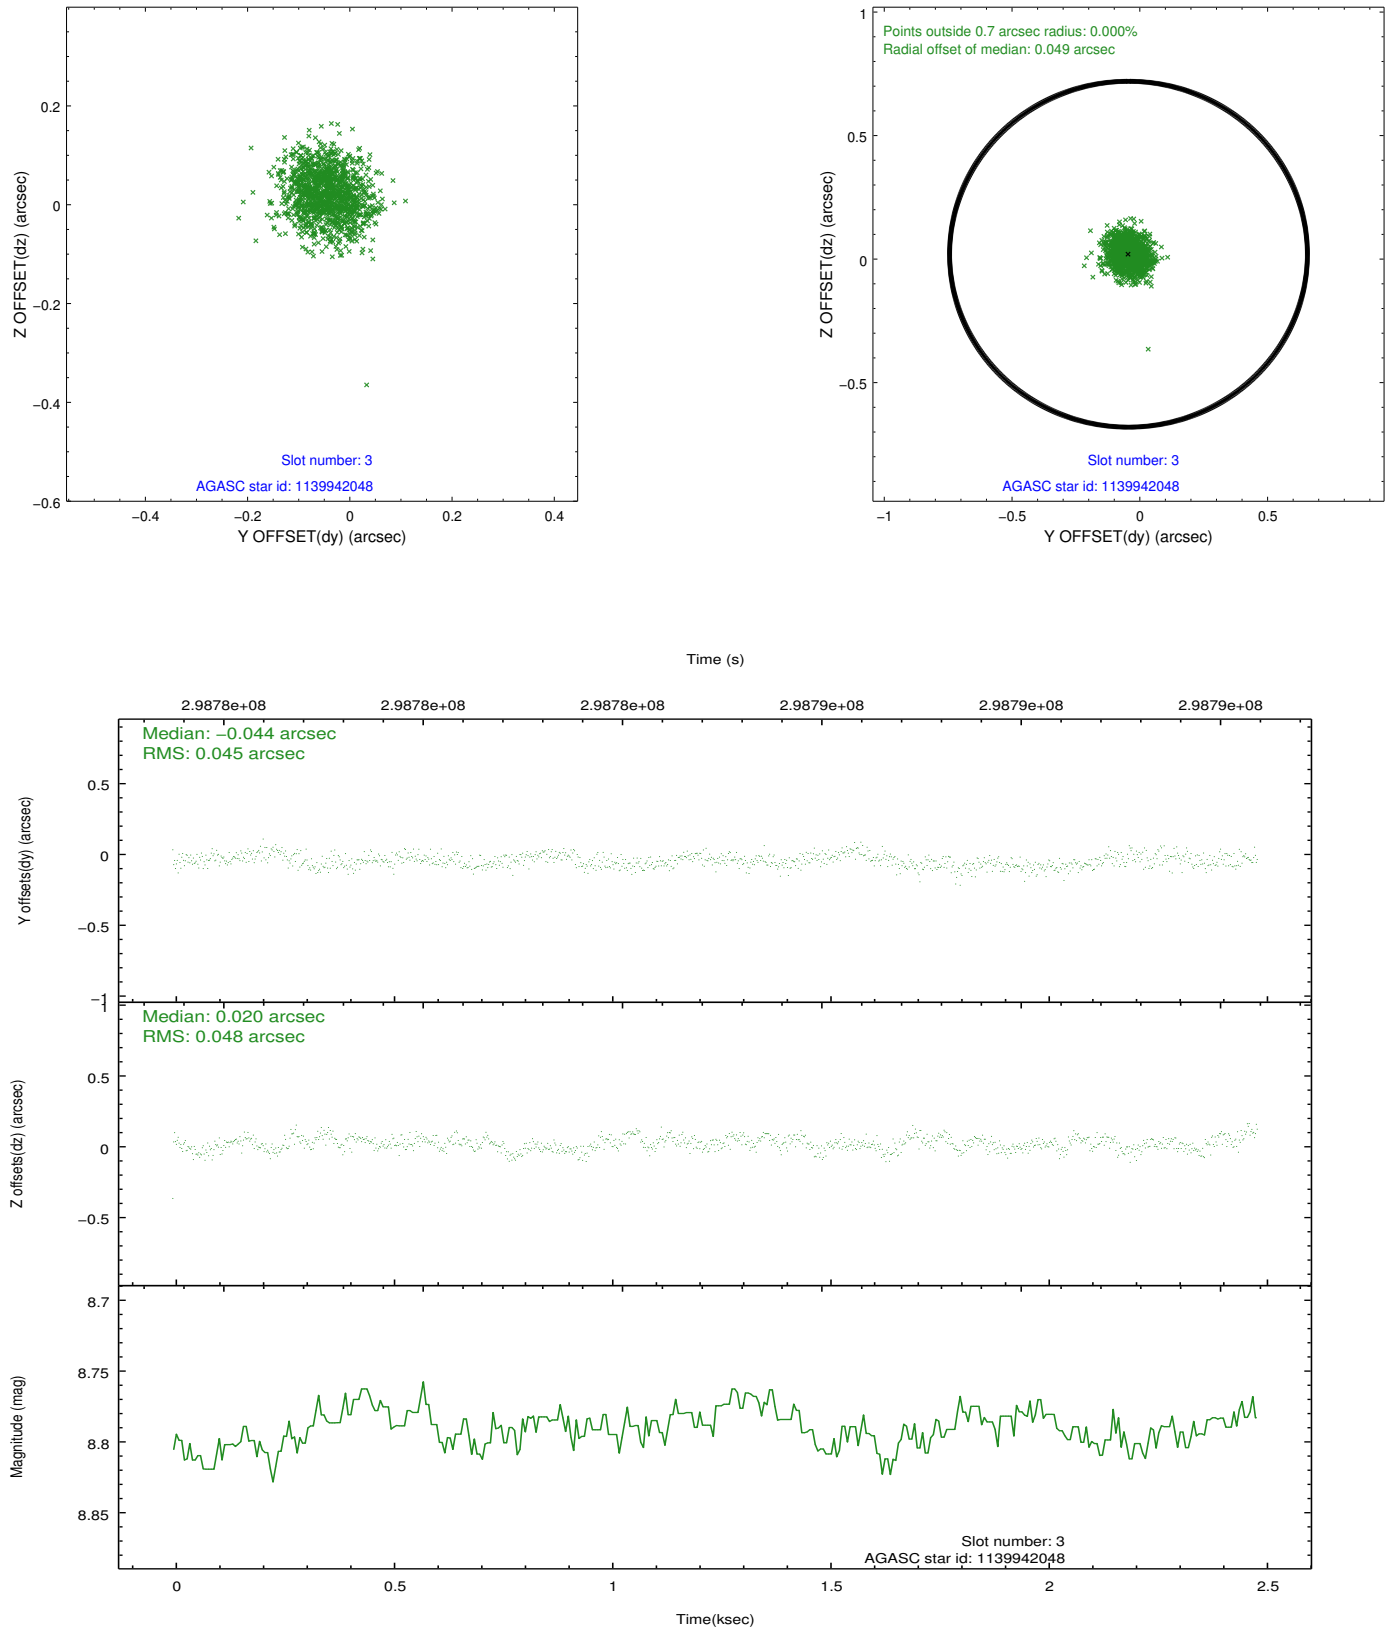 0.2
0
−0.2
−0.4
−0.6
−0.4
−0.2
0
0.2
0.4
Z OFFSET(dz) (arcsec)
Y OFFSET(dy) (arcsec)
Slot number: 3
AGASC star id: 1139942048
Points outside 0.7 arcsec radius: 0.000%
Radial offset of median: 0.049 arcsec
1
0.5
0
−0.5
−1
−0.5
0
0.5
Z OFFSET(dz) (arcsec)
Y OFFSET(dy) (arcsec)
Slot number: 3
AGASC star id: 1139942048
Time (s)
2.9878e+08 2.9878e+08 2.9878e+08 2.9879e+08 2.9879e+08 2.9879e+08
Median: −0.044 arcsec
RMS: 0.045 arcsec
0.5
0
−0.5
−1
Y offsets(dy) (arcsec)
Median: 0.020 arcsec
RMS: 0.048 arcsec
1
0.5
0
−0.5
Z offsets(dz) (arcsec)
8.7
8.75
8.8
8.85
Magnitude (mag)
Slot number: 3
AGASC star id: 1139942048
0 0.5 1 1.5 2 2.5
Time(ksec)